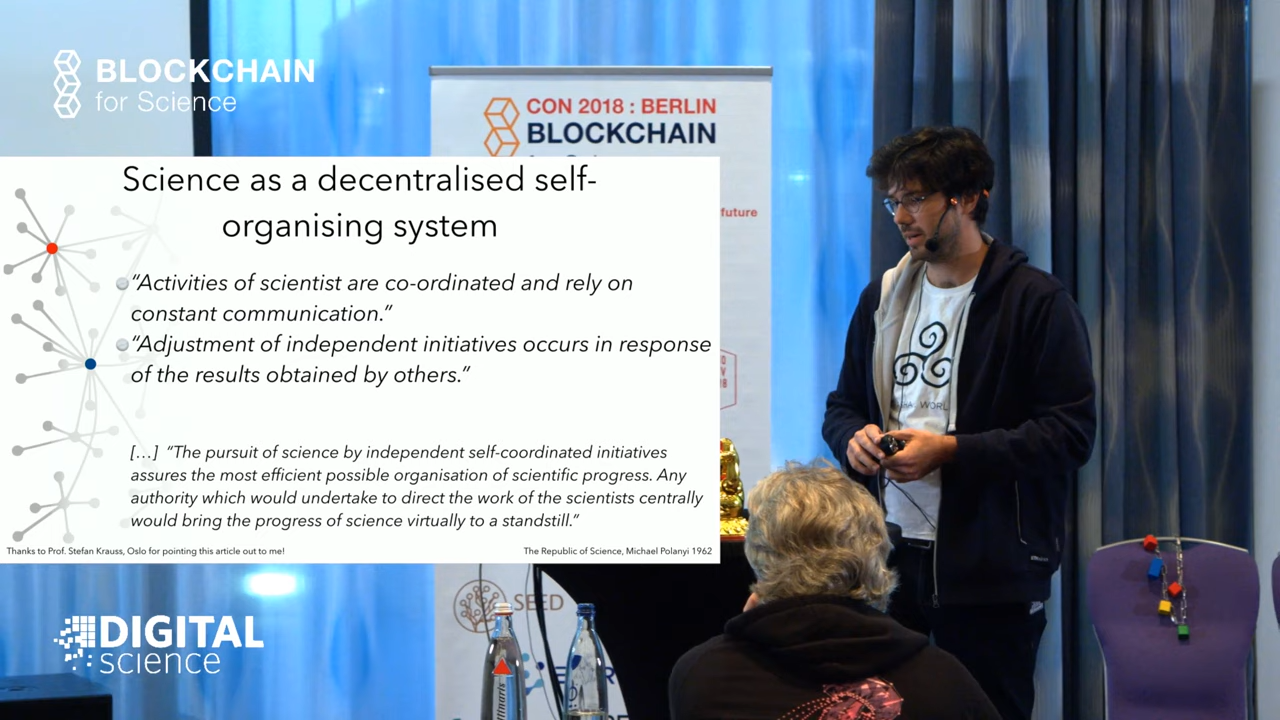 BLOCKCHAIN
for Science
CON 2018 : BERLIN
BLOCKCHAIN
future
Science as a decentralised self-
organising system
“Activities of scientist are co-ordinated and rely on
constant communication.”
“Adjustment of independent initiatives occurs in response
of the results obtained by others.”
[…] “The pursuit of science by independent self-coordinated initiatives
assures the most efficient possible organisation of scientific progress. Any
authority which would undertake to direct the work of the scientists centrally
would bring the progress of science virtually to a standstill.”
Thanks to Prof. Stefan Krauss, Oslo for pointing this article out to me!
The Republic of Science, Michael Polanyi 1962
WORL
SEED
DIGITAL
science